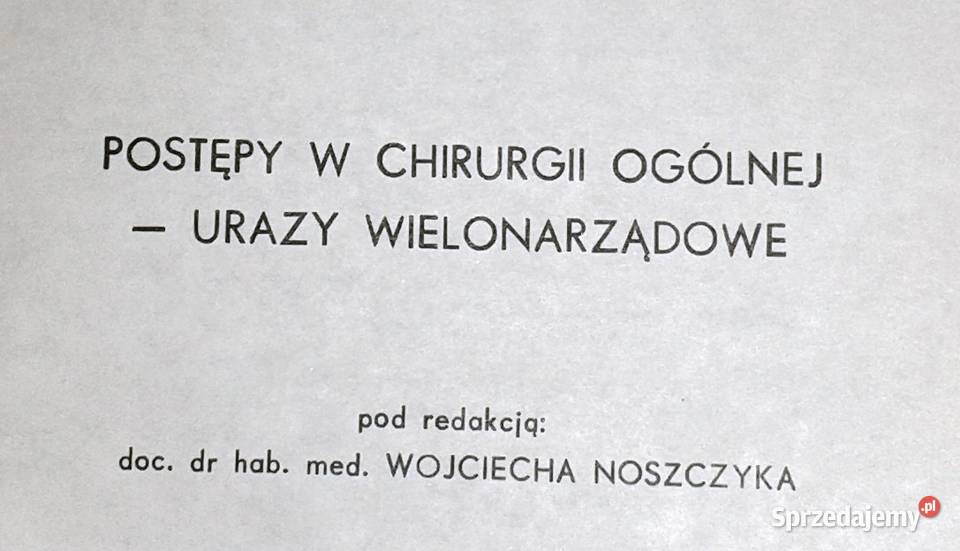 POSTĘPY W CHIRURGII OGÓLNEJ
— URAZY WIELONARZĄDOWE
pod redakcją:
doc. dr hab. med. WOJCIECHA NOSZCZYKA
Sprzedajemy.pl